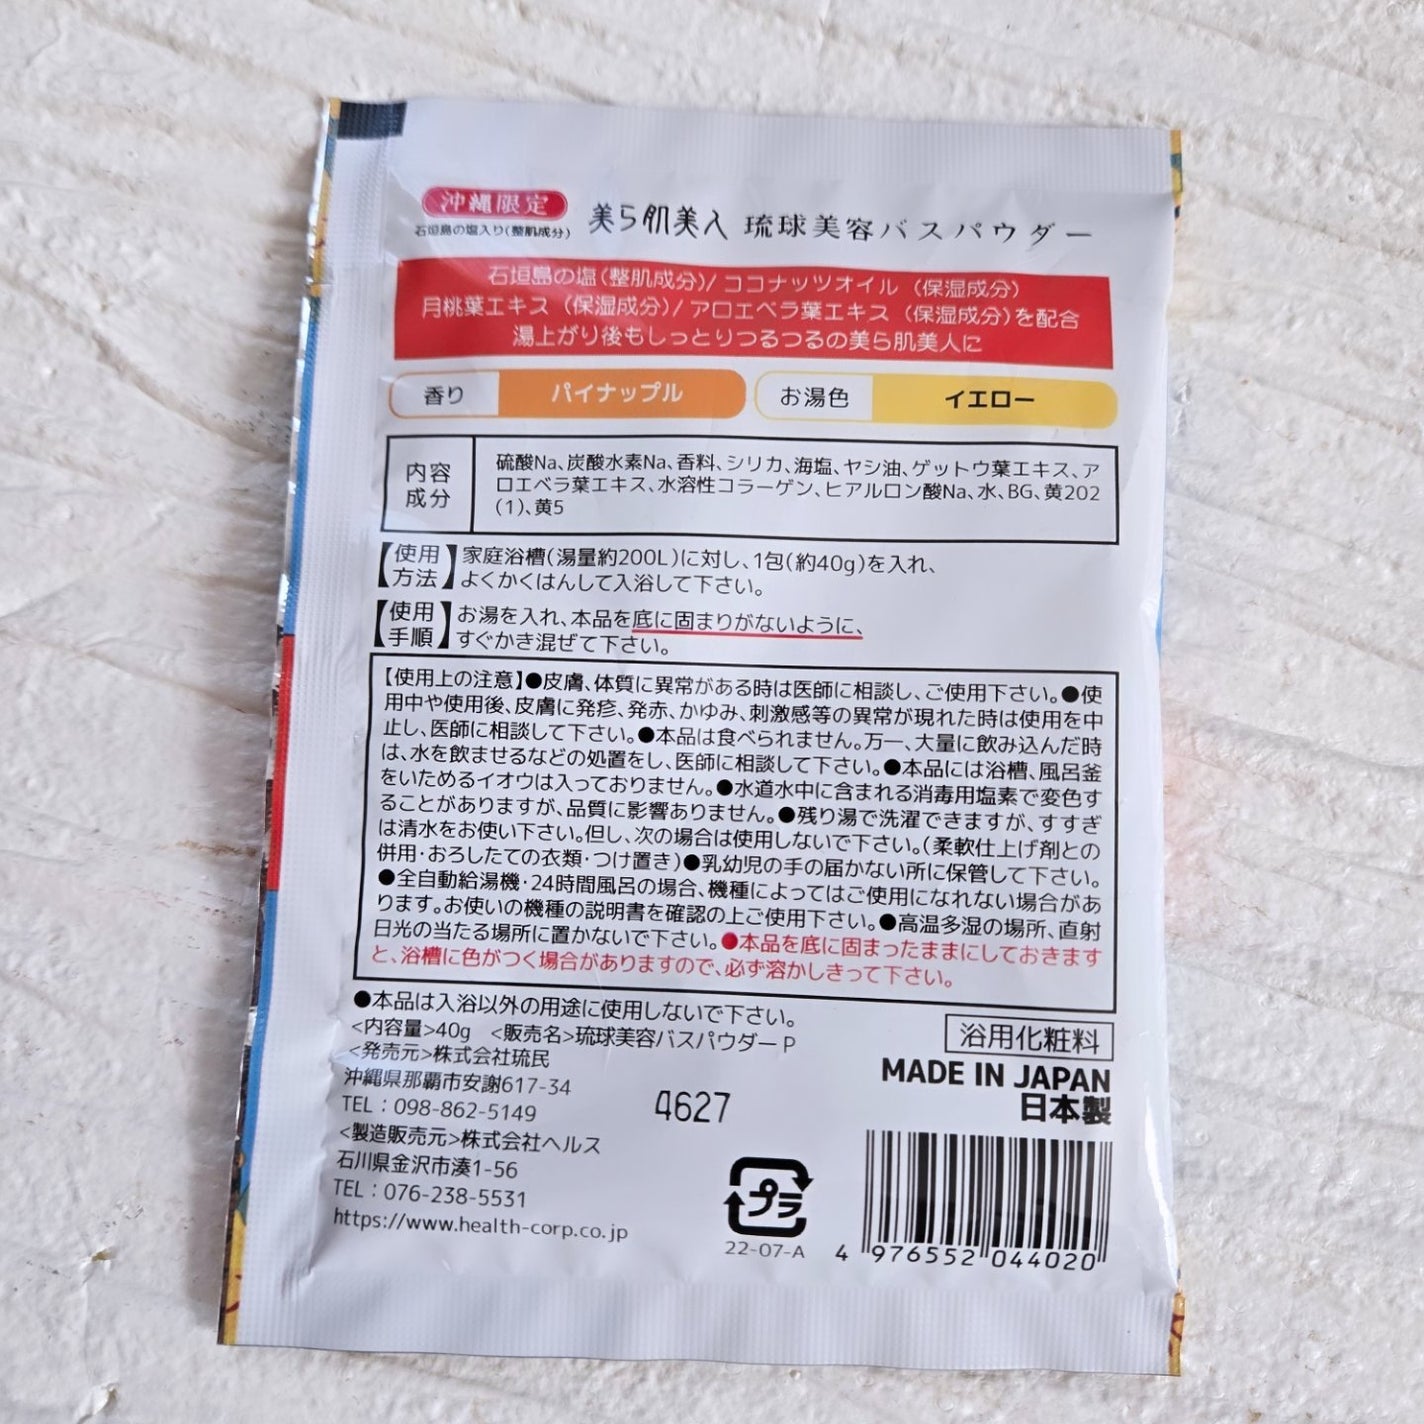 沖縄限定
石垣島の塩入り(整肌成分)
美ら肌美人 琉球美容バスパウダー
石垣島の塩(整肌成分)/ココナッツオイル(保湿成分)
月桃葉エキス(保湿成分)/アロエベラ葉エキス(保湿成分)を配合
湯上がり後もしっとりつるつるの美ら肌美人に
香り パイナップル お湯色 イエロー
内容
成分
硫酸Na、炭酸水素Na、香料、シリカ、海塩、ヤシ油、ゲットウ葉エキス、ア
ロエベラ葉エキス、水溶性コラーゲン、ヒアルロン酸Na、水、BG、黄202
(1)、黄5
【使用方法】家庭浴槽(湯量約200L)に対し、1包(約40g)を入れ、
よくかくはんして入浴して下さい。
【使用手順】お湯を入れ、本品を底に固まりがないように、
すぐかき混ぜて下さい。
【使用上の注意】●皮膚、体質に異常がある時は医師に相談し、ご使用下さい。●使
用中や使用後、皮膚に発疹、発赤、かゆみ、刺激感等の異常が現れた時は使用を中
止し、医師に相談して下さい。●本品は食べられません。万一、大量に飲み込んだ時
は、水を飲ませるなどの処置をし、医師に相談して下さい。●本品には浴槽、風呂釜
をいためるイオウは入っておりません。●水道水中に含まれる消毒用塩素で変色す
ることがありますが、品質に影響ありません。●残り湯で洗濯できますが、すすぎ
は清水をお使い下さい。但し、次の場合は使用しないで下さい。(柔軟仕上げ剤との
併用・おろしたての衣類・つけ置き)●乳幼児の手の届かない所に保管して下さい。
●全自動給湯機・24時間風呂の場合、機種によってはご使用になれない場合があ
ります。お使いの機種の説明書を確認の上ご使用下さい。●高温多湿の場所、直射
日光の当たる場所に置かないで下さい。●本品を底に固まったままにしておきます
と、浴槽に色がつく場合がありますので、必ず溶かしきって下さい。
●本品は入浴以外の用途に使用しないで下さい。
<内容量>40g <販売名>琉球美容バスパウダーP
<発売元>株式会社琉民
沖縄県那覇市安謝617-34
TEL：098-862-5149
<製造販売元>株式会社ヘルス
石川県金沢市湊1-56
TEL：076-238-5531
https://www.health-corp.co.jp
4627
浴用化粧料
MADE IN JAPAN
日本製
プラ
22-07-A
4 976552 044020